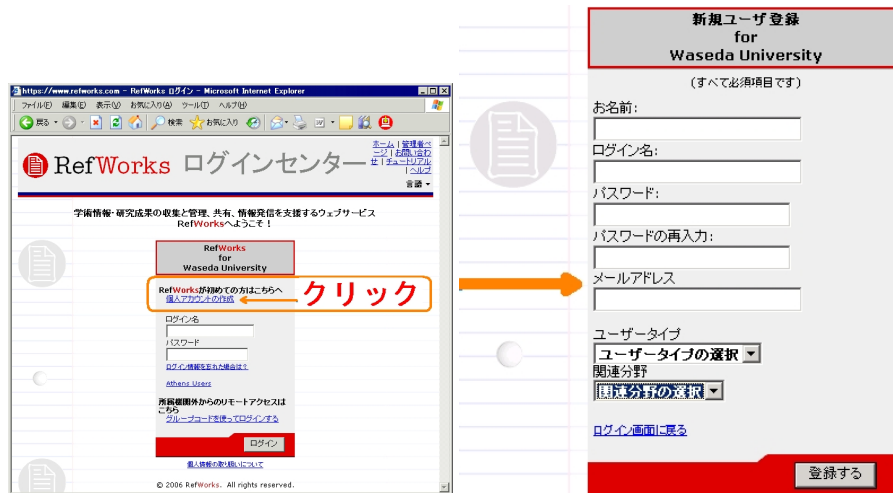 https://www.refworks.com - RefWorks ログイン - Microsoft Internet Explorer
ファイル(F) 編集(E) 表示(V) お気に入り(A) ツール(T) ヘルプ(H)
戻る 検索 お気に入り
ホーム | 管理者ペ
ージ | お問い合わ
せ | チュートリアル
| ヘルプ
言語
RefWorks ログインセンター
学術情報・研究成果の収集と管理、共有、情報発信を支援するウェブサービス
RefWorksへようこそ！
RefWorks
for
Waseda University
RefWorksが初めての方はこちらへ
個人アカウントの作成
クリック
ログイン名
パスワード
ログイン情報を忘れた場合は?
Athens Users
所属機関外からのリモートアクセスは
こちら
グループコードを使ってログインする
ログイン
個人情報の取り扱いについて
© 2006 RefWorks. All rights reserved.
新規ユーザ登録
for
Waseda University
(すべて必須項目です)
お名前:
ログイン名:
パスワード:
パスワードの再入力:
メールアドレス
ユーザータイプ
ユーザータイプの選択
関連分野
関連分野の選択
ログイン画面に戻る
登録する